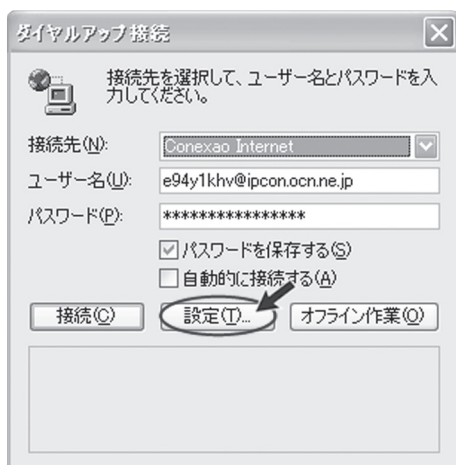 ダイヤルアップ接続
接続先を選択して、ユーザー名とパスワードを入
力してください。
接続先(N):
Conexao Internet
ユーザー名(U):
e94y1khv@ipcon.ocn.ne.jp
パスワード(P):
****************
パスワードを保存する(S)
自動的に接続する(A)
接続(C)
設定(T)...
オフライン作業(O)